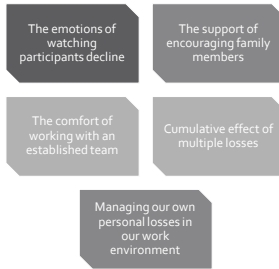 The emotions of
watching
participants decline
The support of
encouraging family
members
The comfort of
working with an
established team
Cumulative effect of
multiple losses
Managing our own
personal losses in
our work
environment